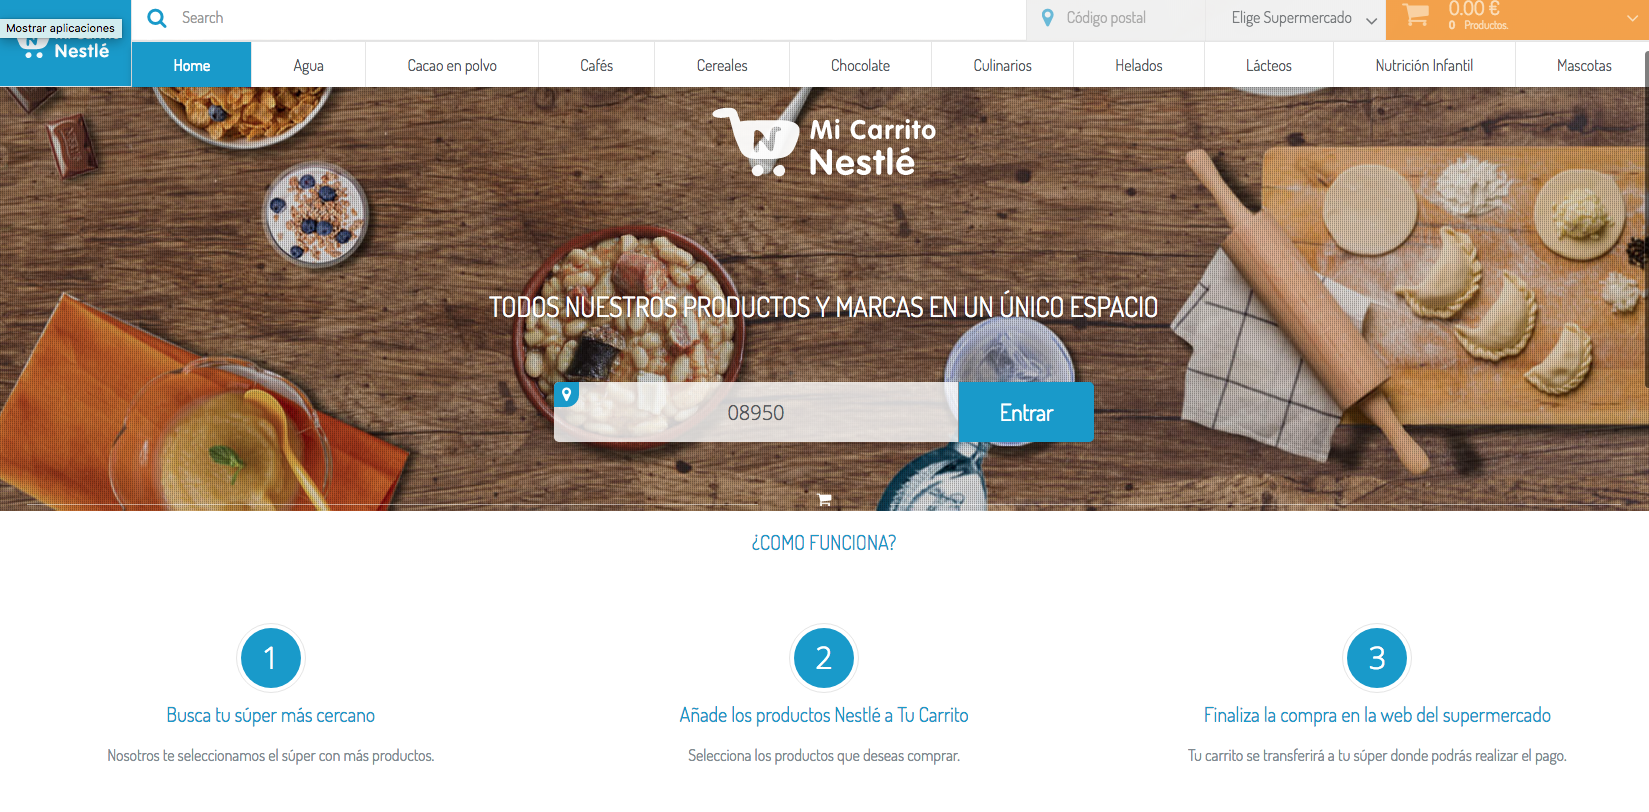 Mostrar aplicaciones
Nestlé
Search
Código postal
Elige Supermercado
0.00 €
0 Productos.
Home
Agua
Cacao en polvo
Cafés
Cereales
Chocolate
Culinarios
Helados
Lácteos
Nutrición Infantil
Mascotas
N
Mi Carrito
Nestlé
TODOS NUESTROS PRODUCTOS Y MARCAS EN UN ÚNICO ESPACIO
08950
Entrar
¿COMO FUNCIONA?
1
Busca tu súper más cercano
Nosotros te seleccionamos el súper con más productos.
2
Añade los productos Nestlé a Tu Carrito
Selecciona los productos que deseas comprar.
3
Finaliza la compra en la web del supermercado
Tu carrito se transferirá a tu súper donde podrás realizar el pago.